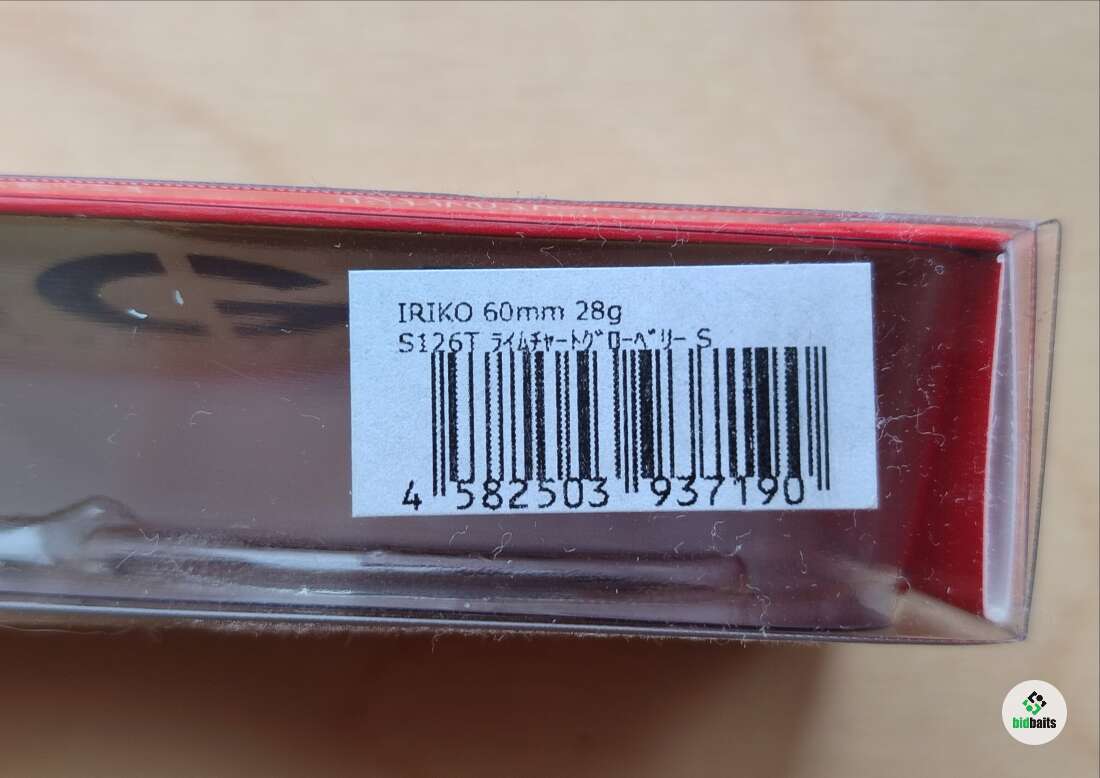 IRIKO 60mm 28g
S126T ﾗｲﾑﾁｬｰﾄｸﾞﾛｰﾍﾞﾘｰ S
4 582503 937190
bidbaits